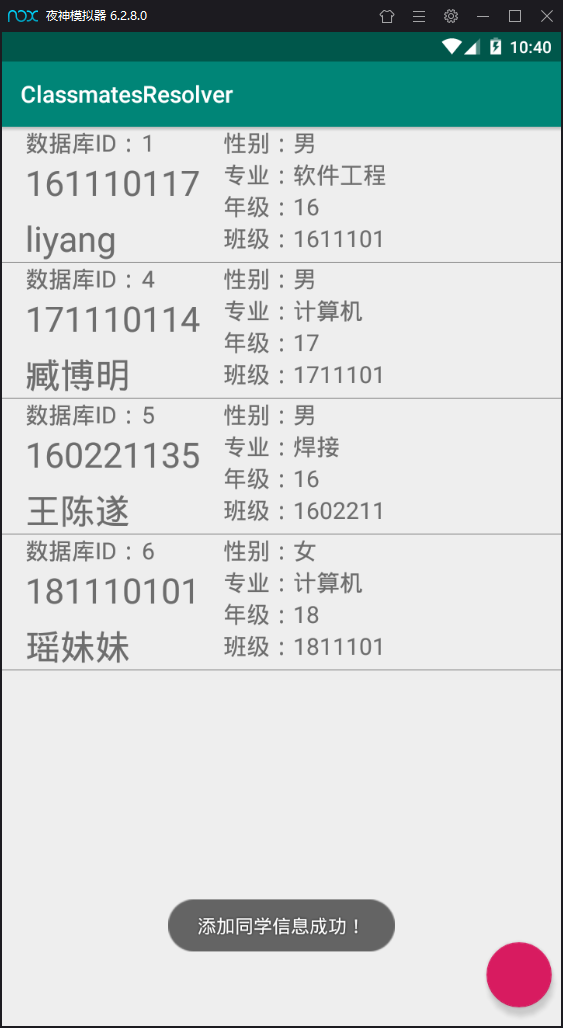 nox 夜神模拟器 6.2.8.0
10:40
ClassmatesResolver
数据库ID：1
161110117
liyang
性别：男
专业：软件工程
年级：16
班级：1611101
数据库ID：4
171110114
臧博明
性别：男
专业：计算机
年级：17
班级：1711101
数据库ID：5
160221135
王陈遂
性别：男
专业：焊接
年级：16
班级：1602211
数据库ID：6
181110101
瑶妹妹
性别：女
专业：计算机
年级：18
班级：1811101
添加同学信息成功！